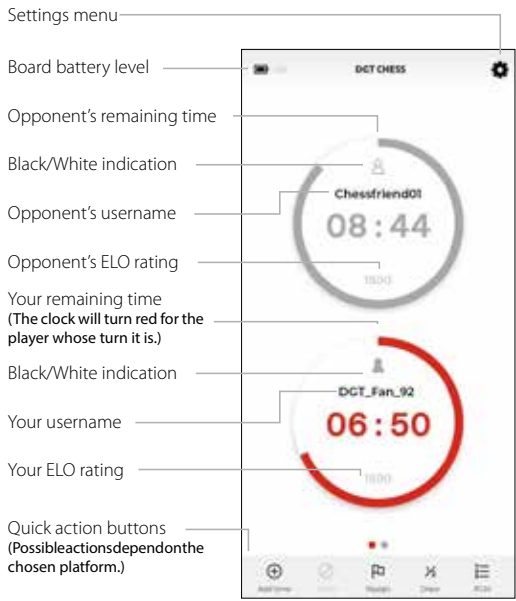 Settings menu
Board battery level
DGT CHESS
Opponent's remaining time
Black/White indication
Chessfriend01
Opponent's username
08:44
Opponent's ELO rating
1500
Your remaining time
(The clock will turn red for the
player whose turn it is.)
Black/White indication
DGT_Fan_92
Your username
06:50
Your ELO rating
1500
Quick action buttons
(Possibleactionsdependonthe
chosen platform.)
Add time
Resign
Draw